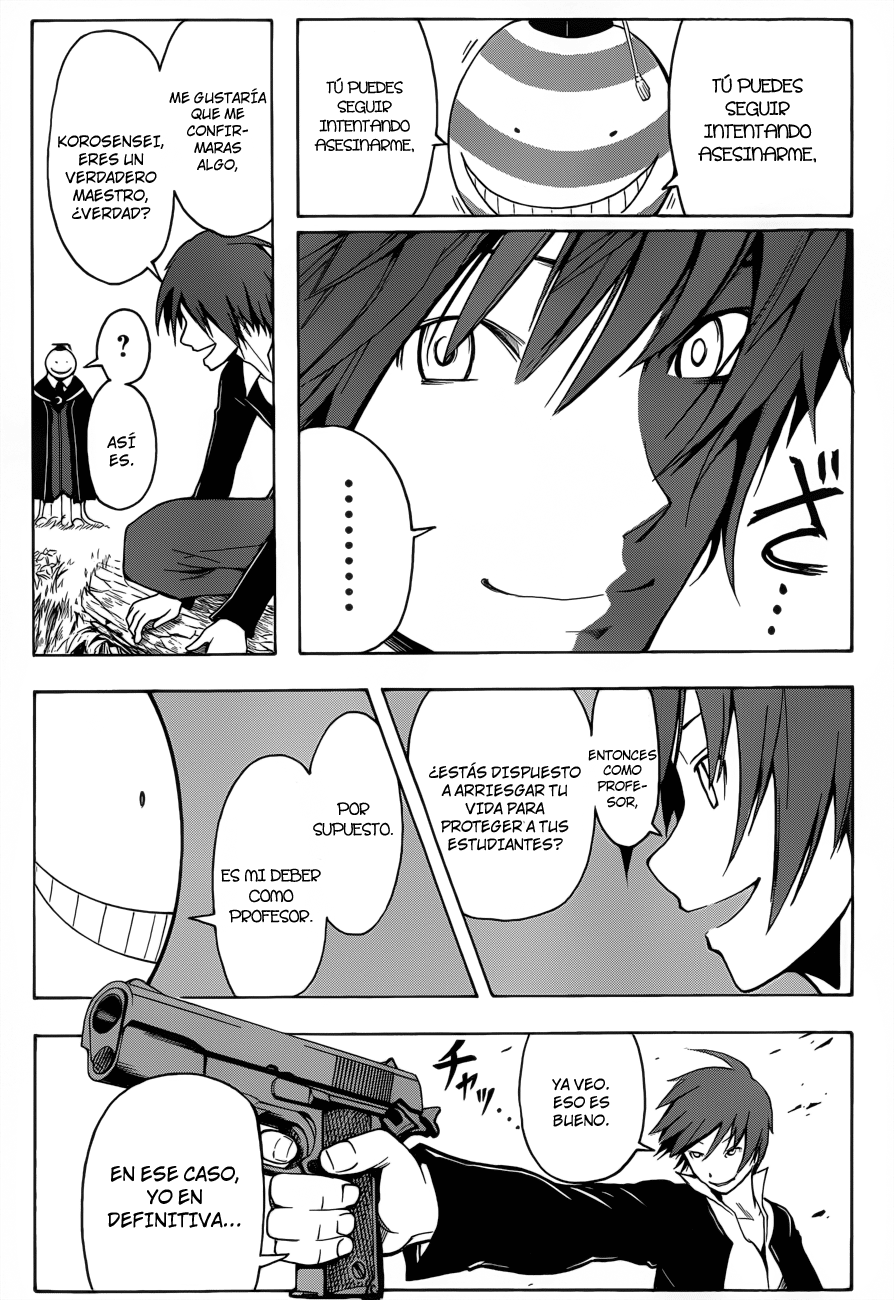 TÚ PUEDES
SEGUIR
INTENTANDO
ASESINARME.
TÚ PUEDES
SEGUIR
INTENTANDO
ASESINARME.
........
ざ...
ME GUSTARÍA
QUE ME
CONFIR-
MARAS
ALGO,
KOROSENSEI,
ERES UN
VERDADERO
MAESTRO,
¿VERDAD?
?
ASÍ
ES.
ENTONCES
COMO
PROFE-
SOR,
¿ESTÁS DISPUESTO
A ARRIESGAR TU
VIDA PARA
PROTEGER A TUS
ESTUDIANTES?
POR
SUPUESTO.
ES MI DEBER
COMO
PROFESOR.
YA VEO.
ESO ES
BUENO.
チャッ...
EN ESE CASO,
YO EN
DEFINITIVA...